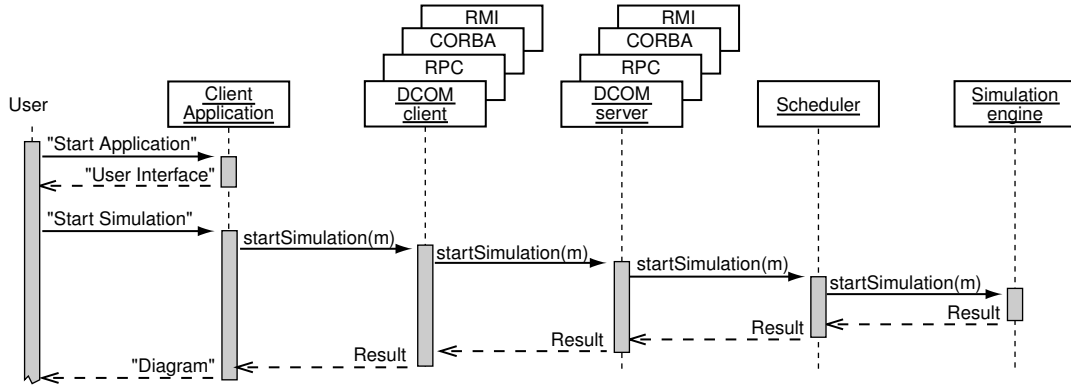 RMI
RMI
CORBA
CORBA
RPC
RPC
User
Client
Application
DCOM
client
DCOM
server
Scheduler
Simulation
engine
"Start Application"
"User Interface"
"Start Simulation"
startSimulation(m)
startSimulation(m)
startSimulation(m)
startSimulation(m)
Result
Result
Result
Result
"Diagram"